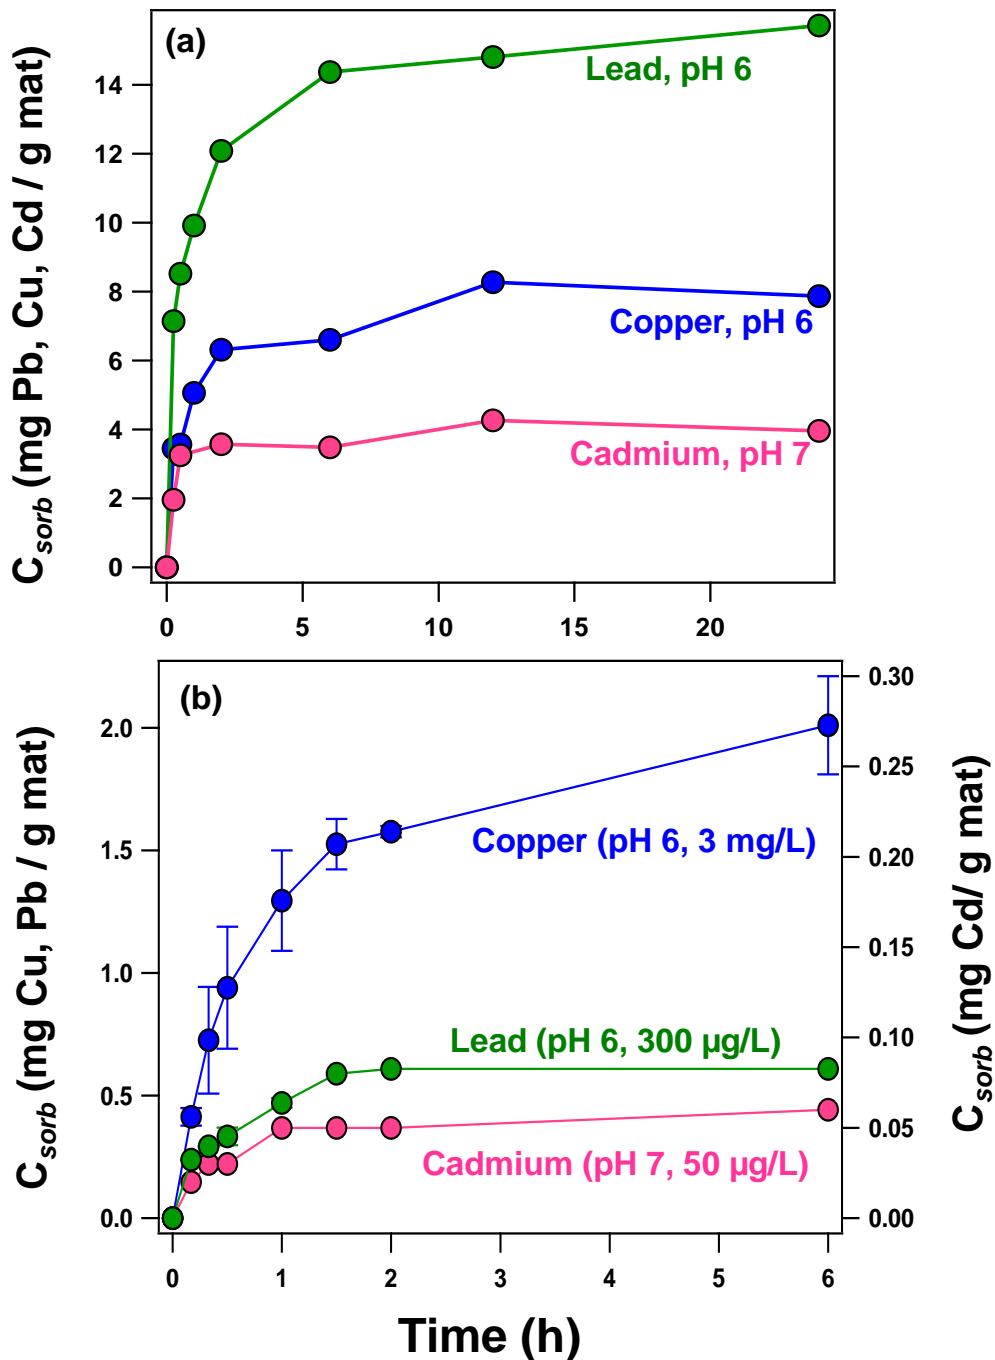 (a)
Lead, pH 6
Copper, pH 6
Cadmium, pH 7
C_sorb (mg Pb, Cu, Cd / g mat)
14
12
10
8
6
4
2
0
0 5 10 15 20
(b)
Copper (pH 6, 3 mg/L)
Lead (pH 6, 300 µg/L)
Cadmium (pH 7, 50 µg/L)
C_sorb (mg Cu, Pb / g mat)
2.0
1.5
1.0
0.5
0.0
C_sorb (mg Cd/ g mat)
0.30
0.25
0.20
0.15
0.10
0.05
0.00
0 1 2 3 4 5 6
Time (h)